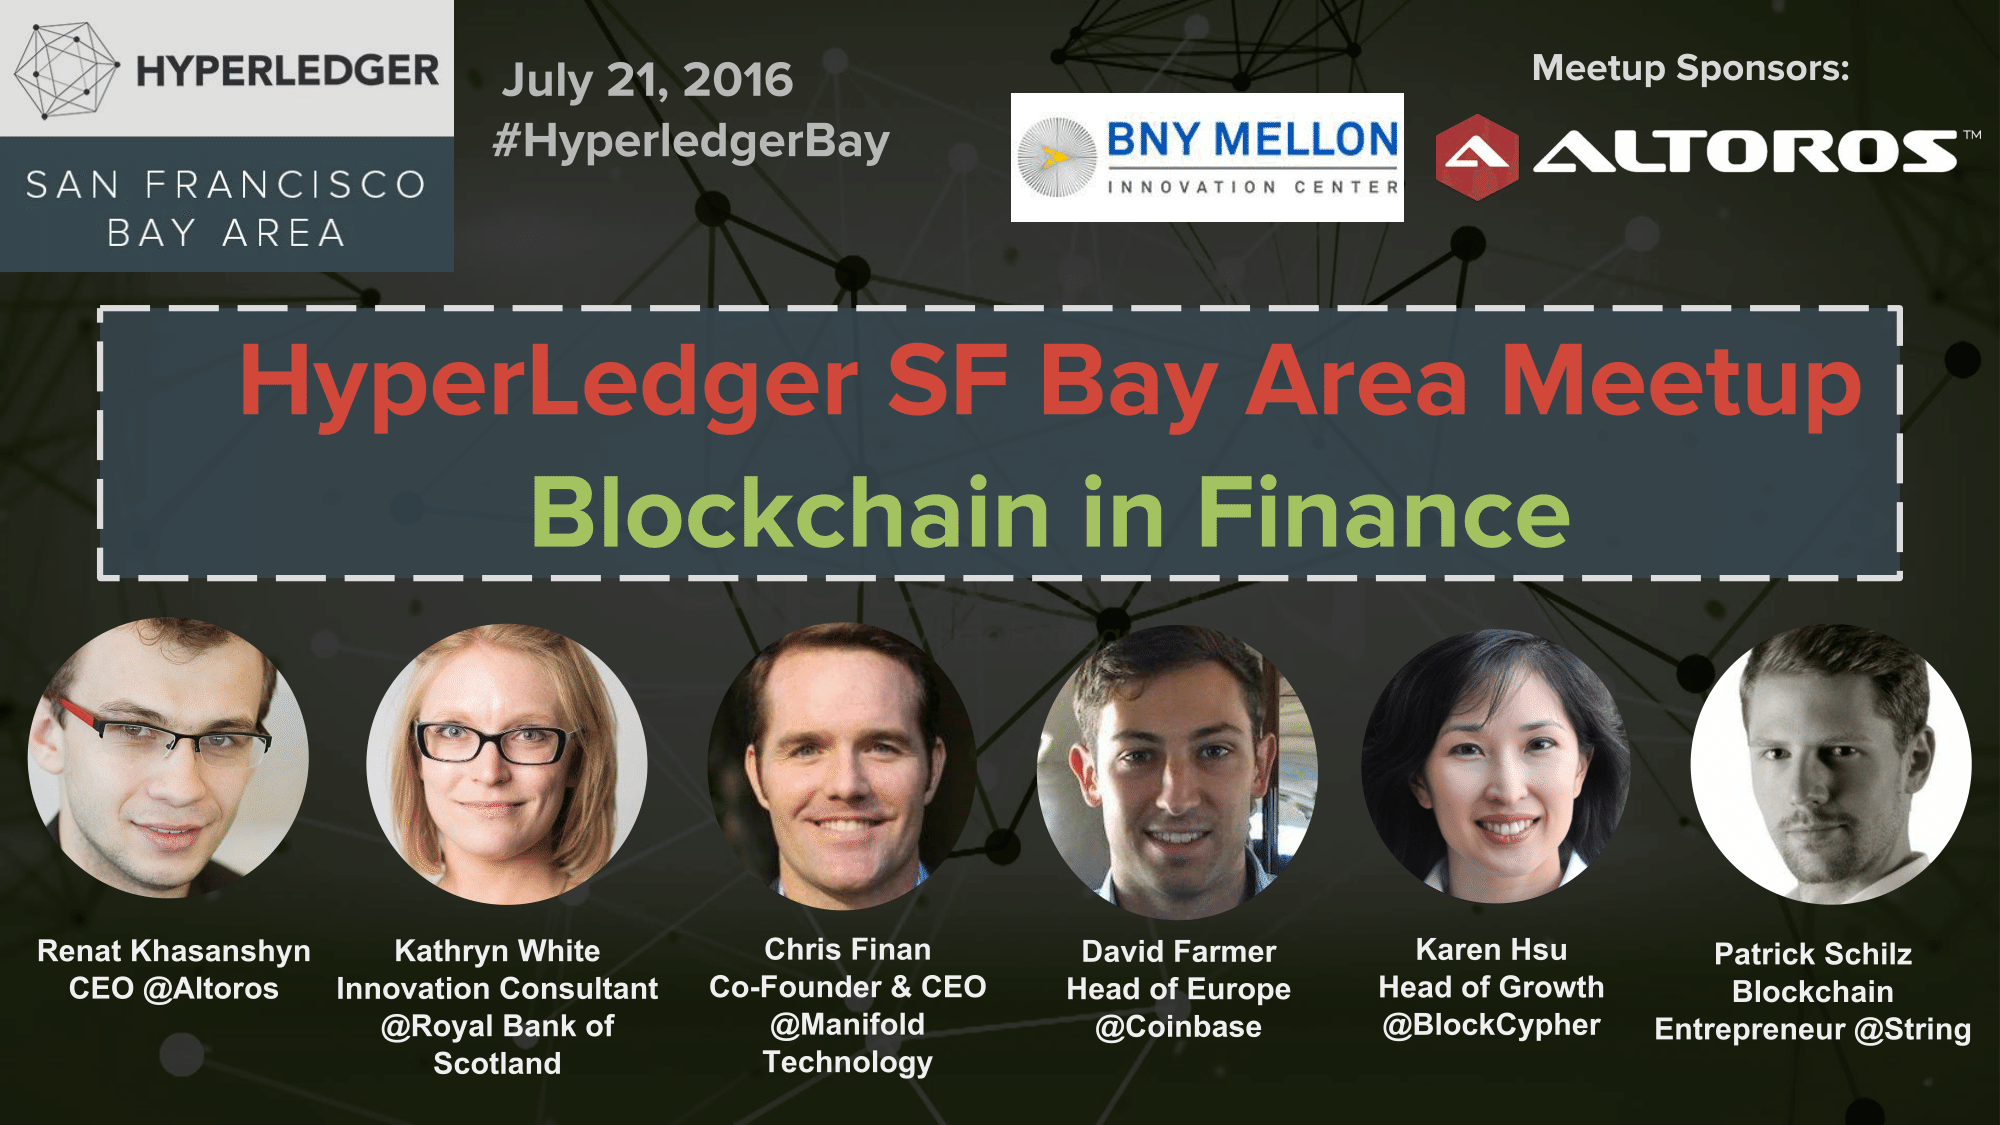 HYPERLEDGER
SAN FRANCISCO
BAY AREA
July 21, 2016
#HyperledgerBay
BNY MELLON
INNOVATION CENTER
Meetup Sponsors:
ALTOROS™
HyperLedger SF Bay Area Meetup
Blockchain in Finance
Renat Khasanshyn
CEO @Altoros
Kathryn White
Innovation Consultant
@Royal Bank of
Scotland
Chris Finan
Co-Founder & CEO
@Manifold
Technology
David Farmer
Head of Europe
@Coinbase
Karen Hsu
Head of Growth
@BlockCypher
Patrick Schilz
Blockchain
Entrepreneur @String